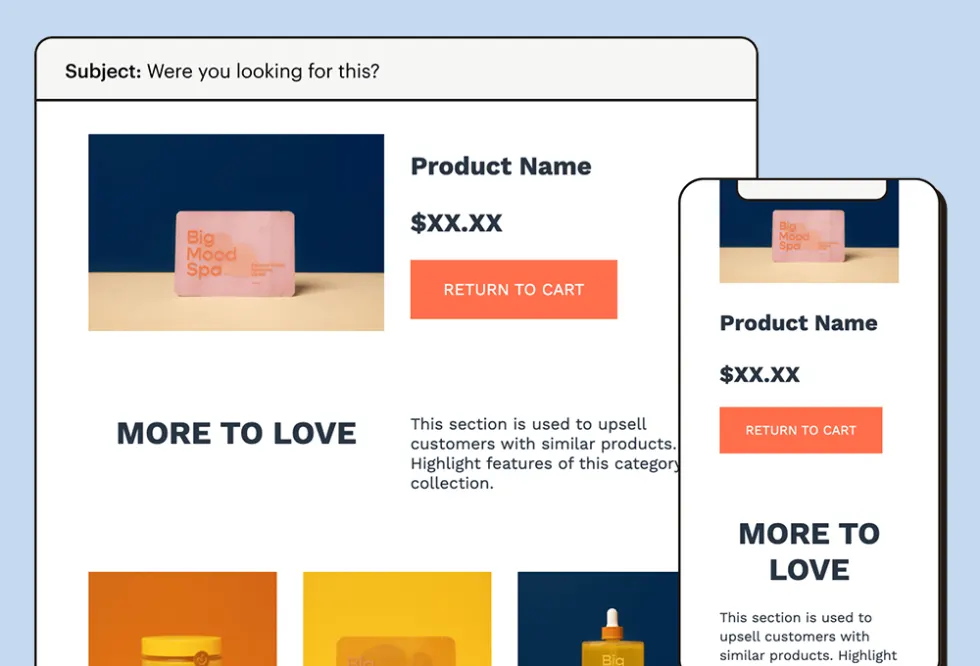 Subject: Were you looking for this?
Big
Mood
Spa
Product Name
$XX.XX
RETURN TO CART
MORE TO LOVE
This section is used to upsell
customers with similar products.
Highlight features of this category
collection.
Big
Big
Big
Mood
Spa
Product Name
$XX.XX
RETURN TO CART
MORE TO
LOVE
This section is used to
upsell customers with
similar products. Highlight